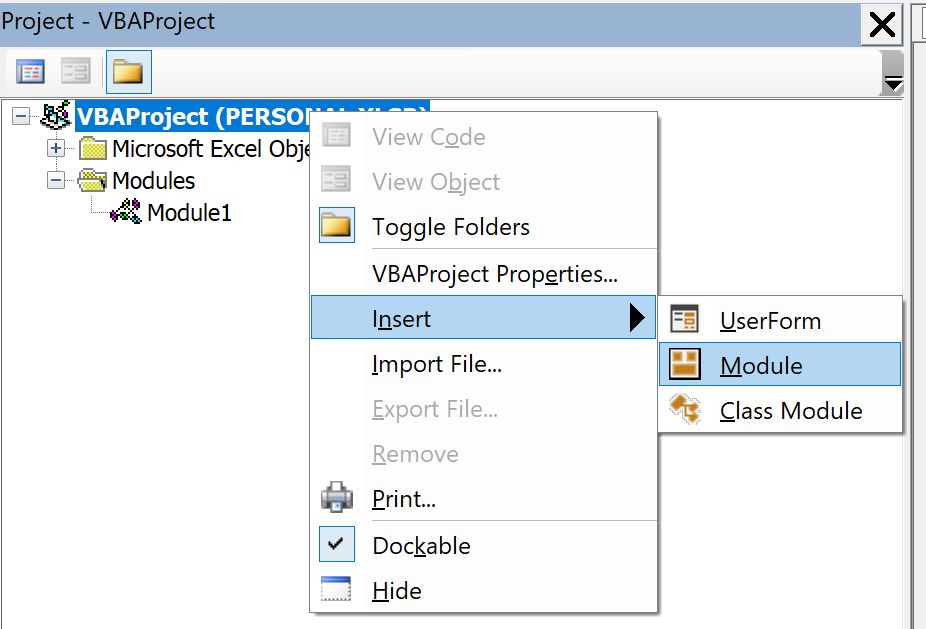 Project - VBAProject
VBAProject (PERSONAL.XLSB)
Microsoft Excel Obje
Modules
Module1
View Code
View Object
Toggle Folders
VBAProject Properties...
Insert
Import File...
Export File...
Remove
Print...
Dockable
Hide
UserForm
Module
Class Module